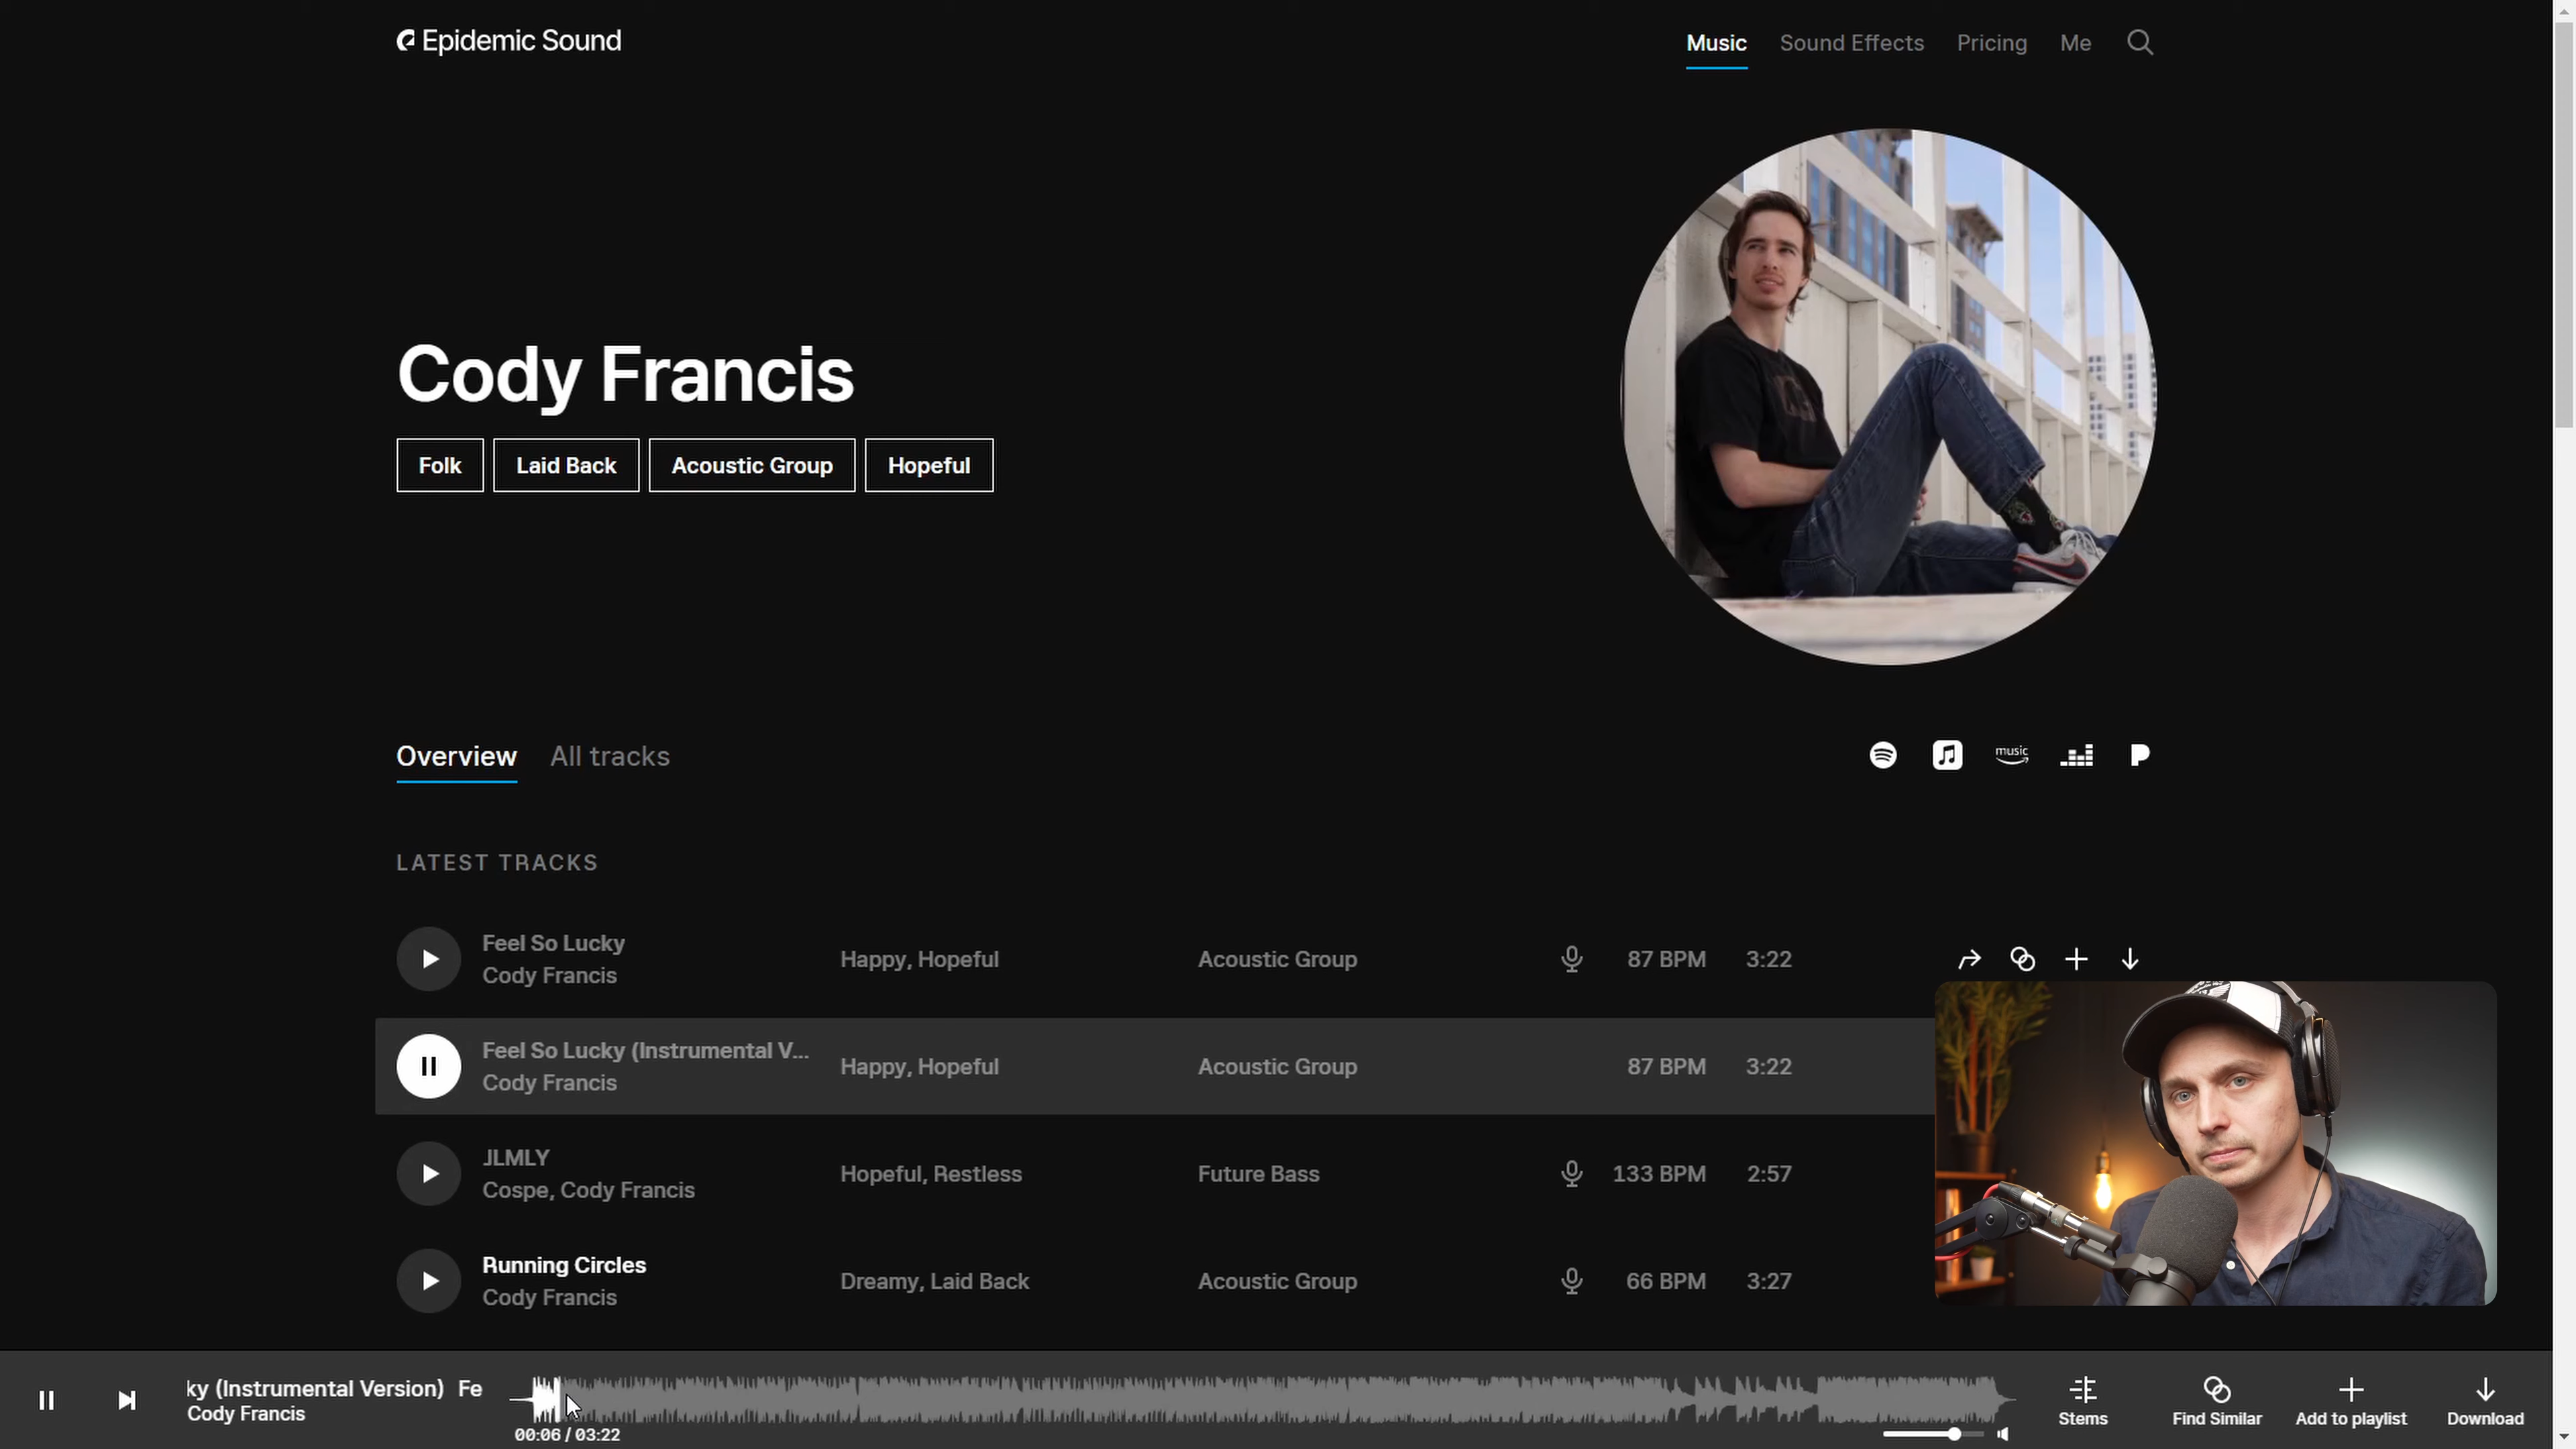 Epidemic Sound
Music Sound Effects Pricing Me
Cody Francis
Folk Laid Back Acoustic Group Hopeful
Overview All tracks
music
LATEST TRACKS
Feel So Lucky
Cody Francis
Happy, Hopeful
Acoustic Group
87 BPM
3:22
Feel So Lucky (Instrumental V...
Cody Francis
Happy, Hopeful
Acoustic Group
87 BPM
3:22
JLMLY
Cospe, Cody Francis
Hopeful, Restless
Future Bass
133 BPM
2:57
Running Circles
Cody Francis
Dreamy, Laid Back
Acoustic Group
66 BPM
3:27
ky (Instrumental Version) Fe
Cody Francis
00:06 / 03:22
Stems
Find Similar
Add to playlist
Download